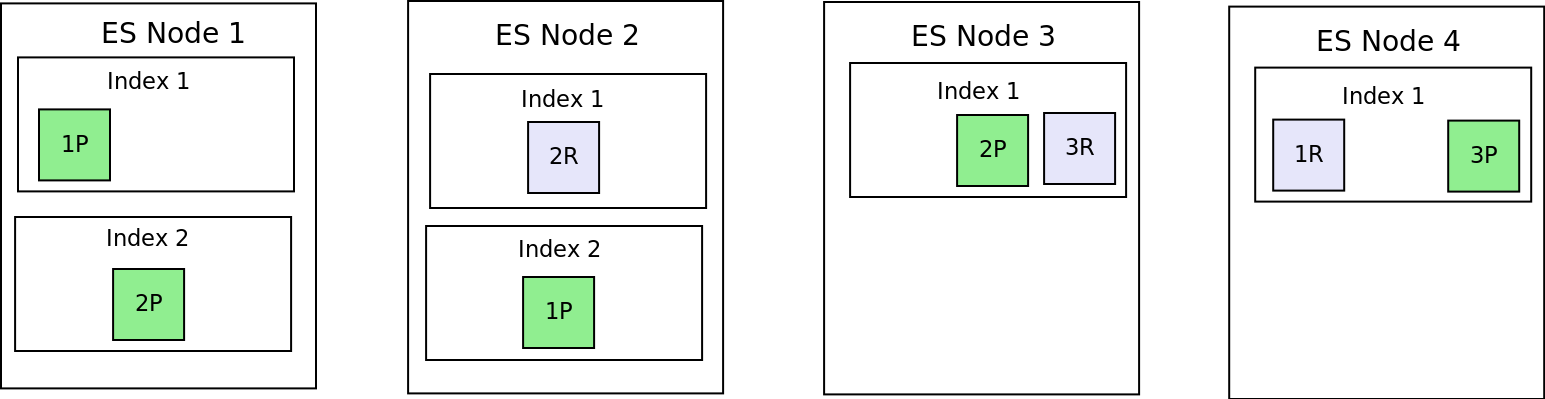 ES Node 1
Index 1
1P
Index 2
2P
ES Node 2
Index 1
2R
Index 2
1P
ES Node 3
Index 1
2P
3R
ES Node 4
Index 1
1R
3P